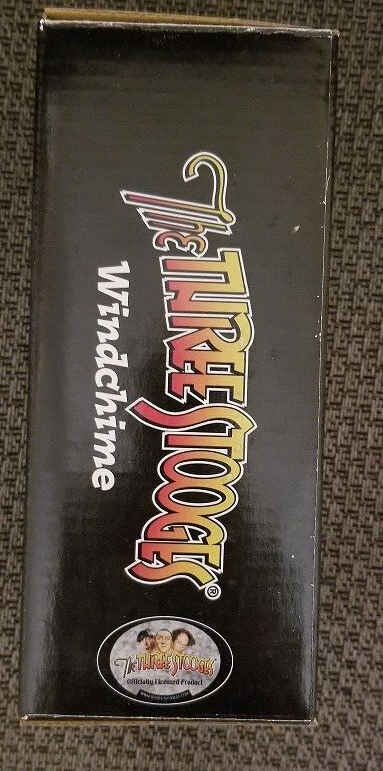 The THREE STOOGES®
Windchime
The THREE STOOGES
Officially Licensed Product